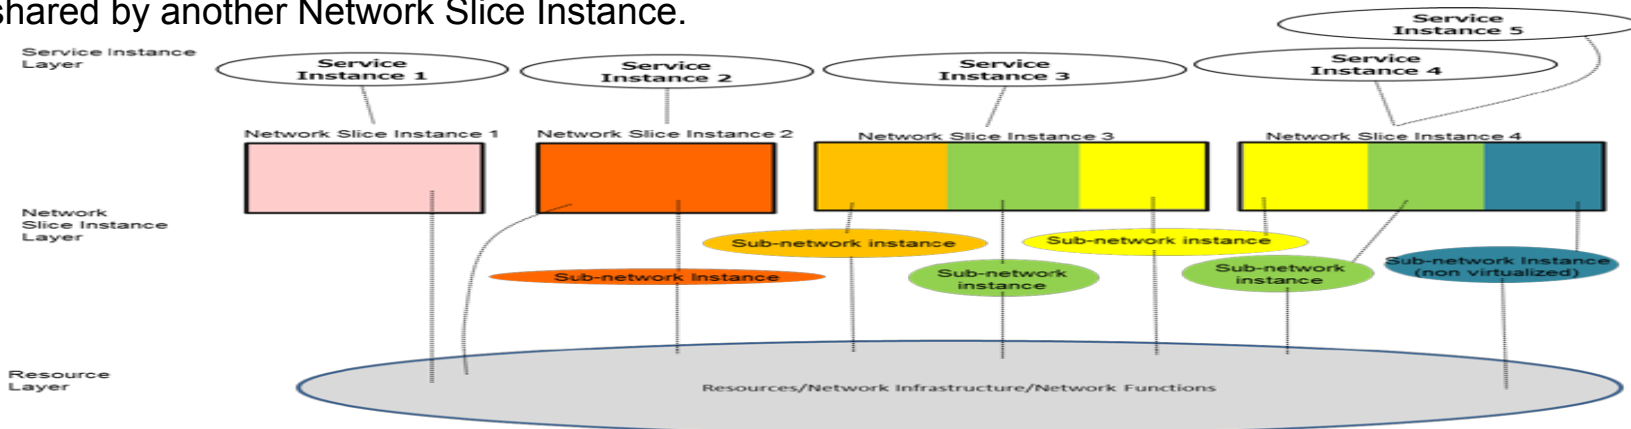 shared by another Network Slice Instance.
Service Instance
Layer
Service
Instance 1
Service
Instance 2
Service
Instance 3
Service
Instance 4
Service
Instance 5
Network Slice Instance 1
Network Slice Instance 2
Network Slice Instance 3
Network Slice Instance 4
Network
Slice Instance
Layer
Sub-network instance
Sub-network instance
Sub-network Instance
Sub-network
instance
Sub-network
instance
Sub-network Instance
(non virtualized)
Resource
Layer
Resources/Network Infrastructure/Network Functions